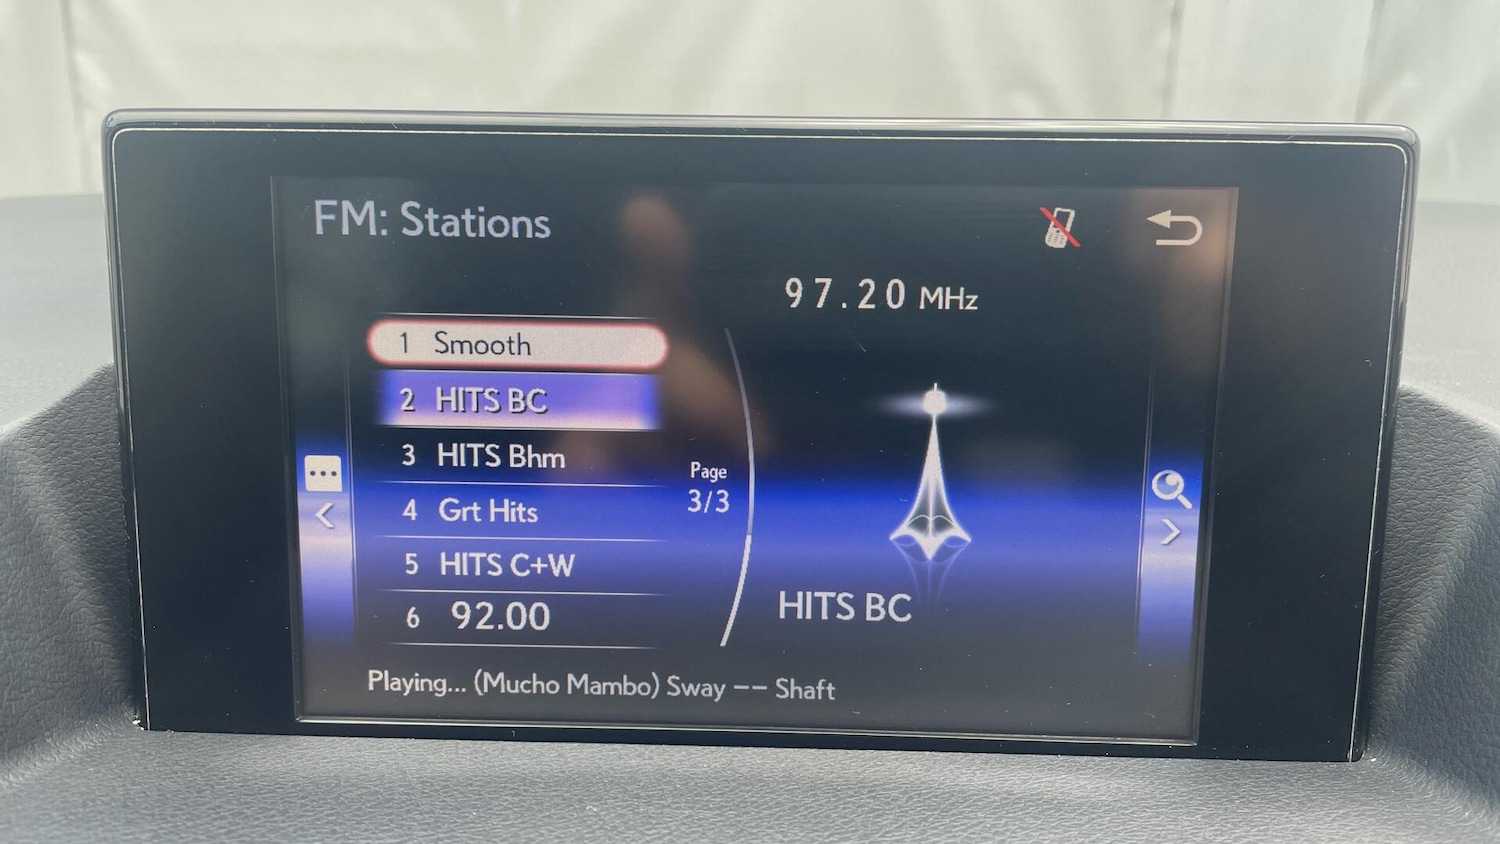 FM: Stations
97.20 MHz
1 Smooth
2 HITS BC
3 HITS Bhm
4 Grt Hits
5 HITS C+W
6 92.00
Page
3/3
HITS BC
Playing... (Mucho Mambo) Sway -- Shaft